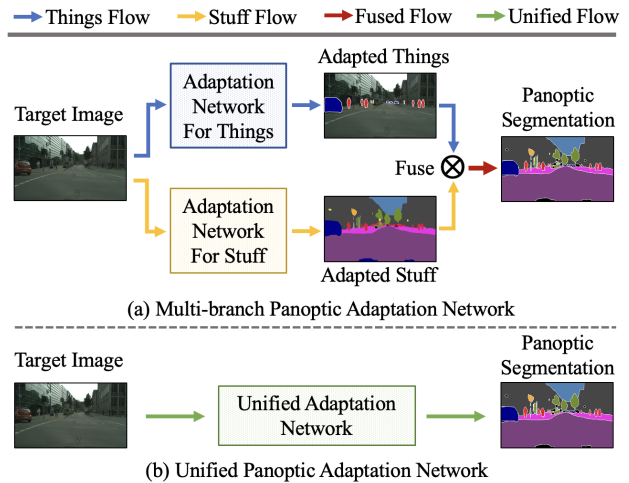 Things Flow Stuff Flow Fused Flow Unified Flow
Target Image
Adaptation
Network
For Things
Adapted Things
Panoptic
Segmentation
Fuse
Adaptation
Network
For Stuff
Adapted Stuff
(a) Multi-branch Panoptic Adaptation Network
Target Image
Unified Adaptation
Network
Panoptic
Segmentation
(b) Unified Panoptic Adaptation Network